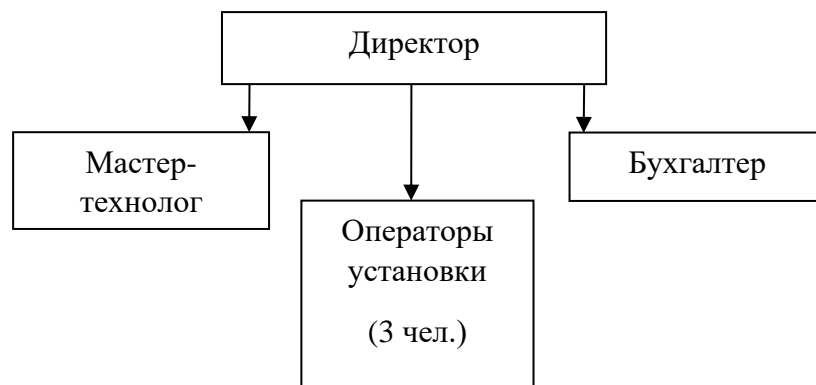 Директор
Мастер-
технолог
Бухгалтер
Операторы
установки
(3 чел.)